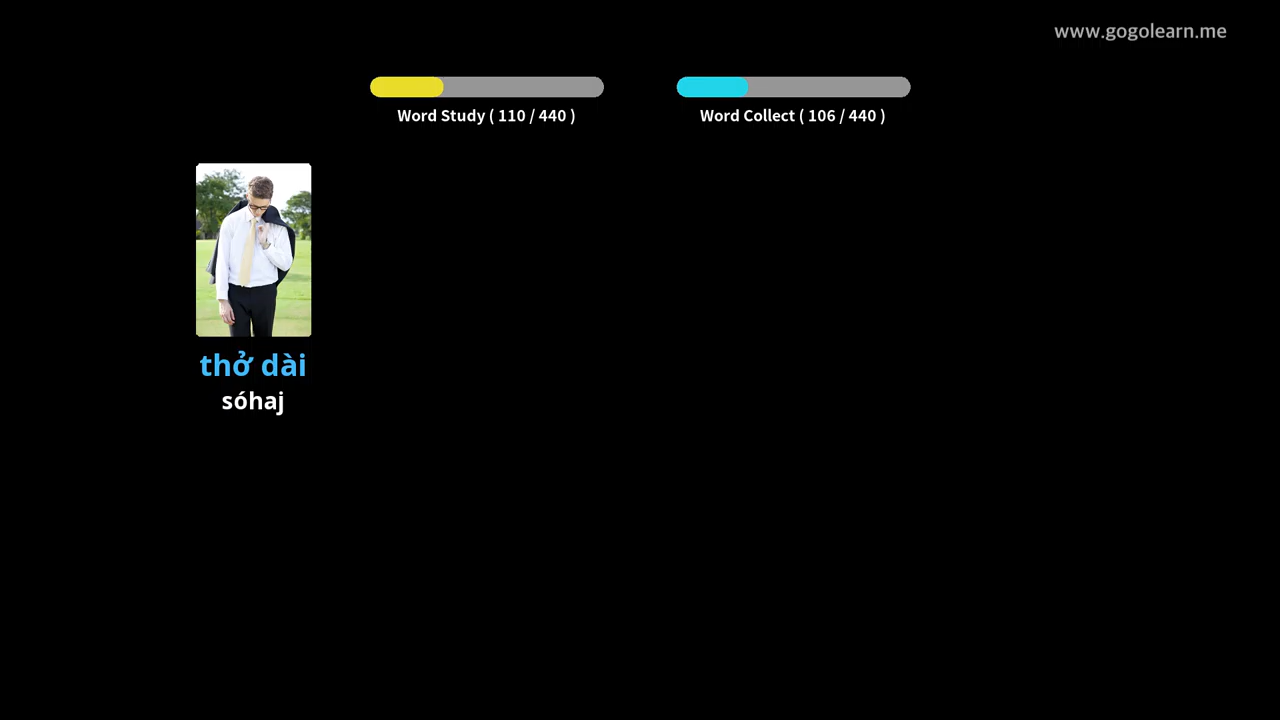 www.gogolearn.me
Word Study ( 110 / 440 )
Word Collect ( 106 / 440 )
thở dài
sóhaj